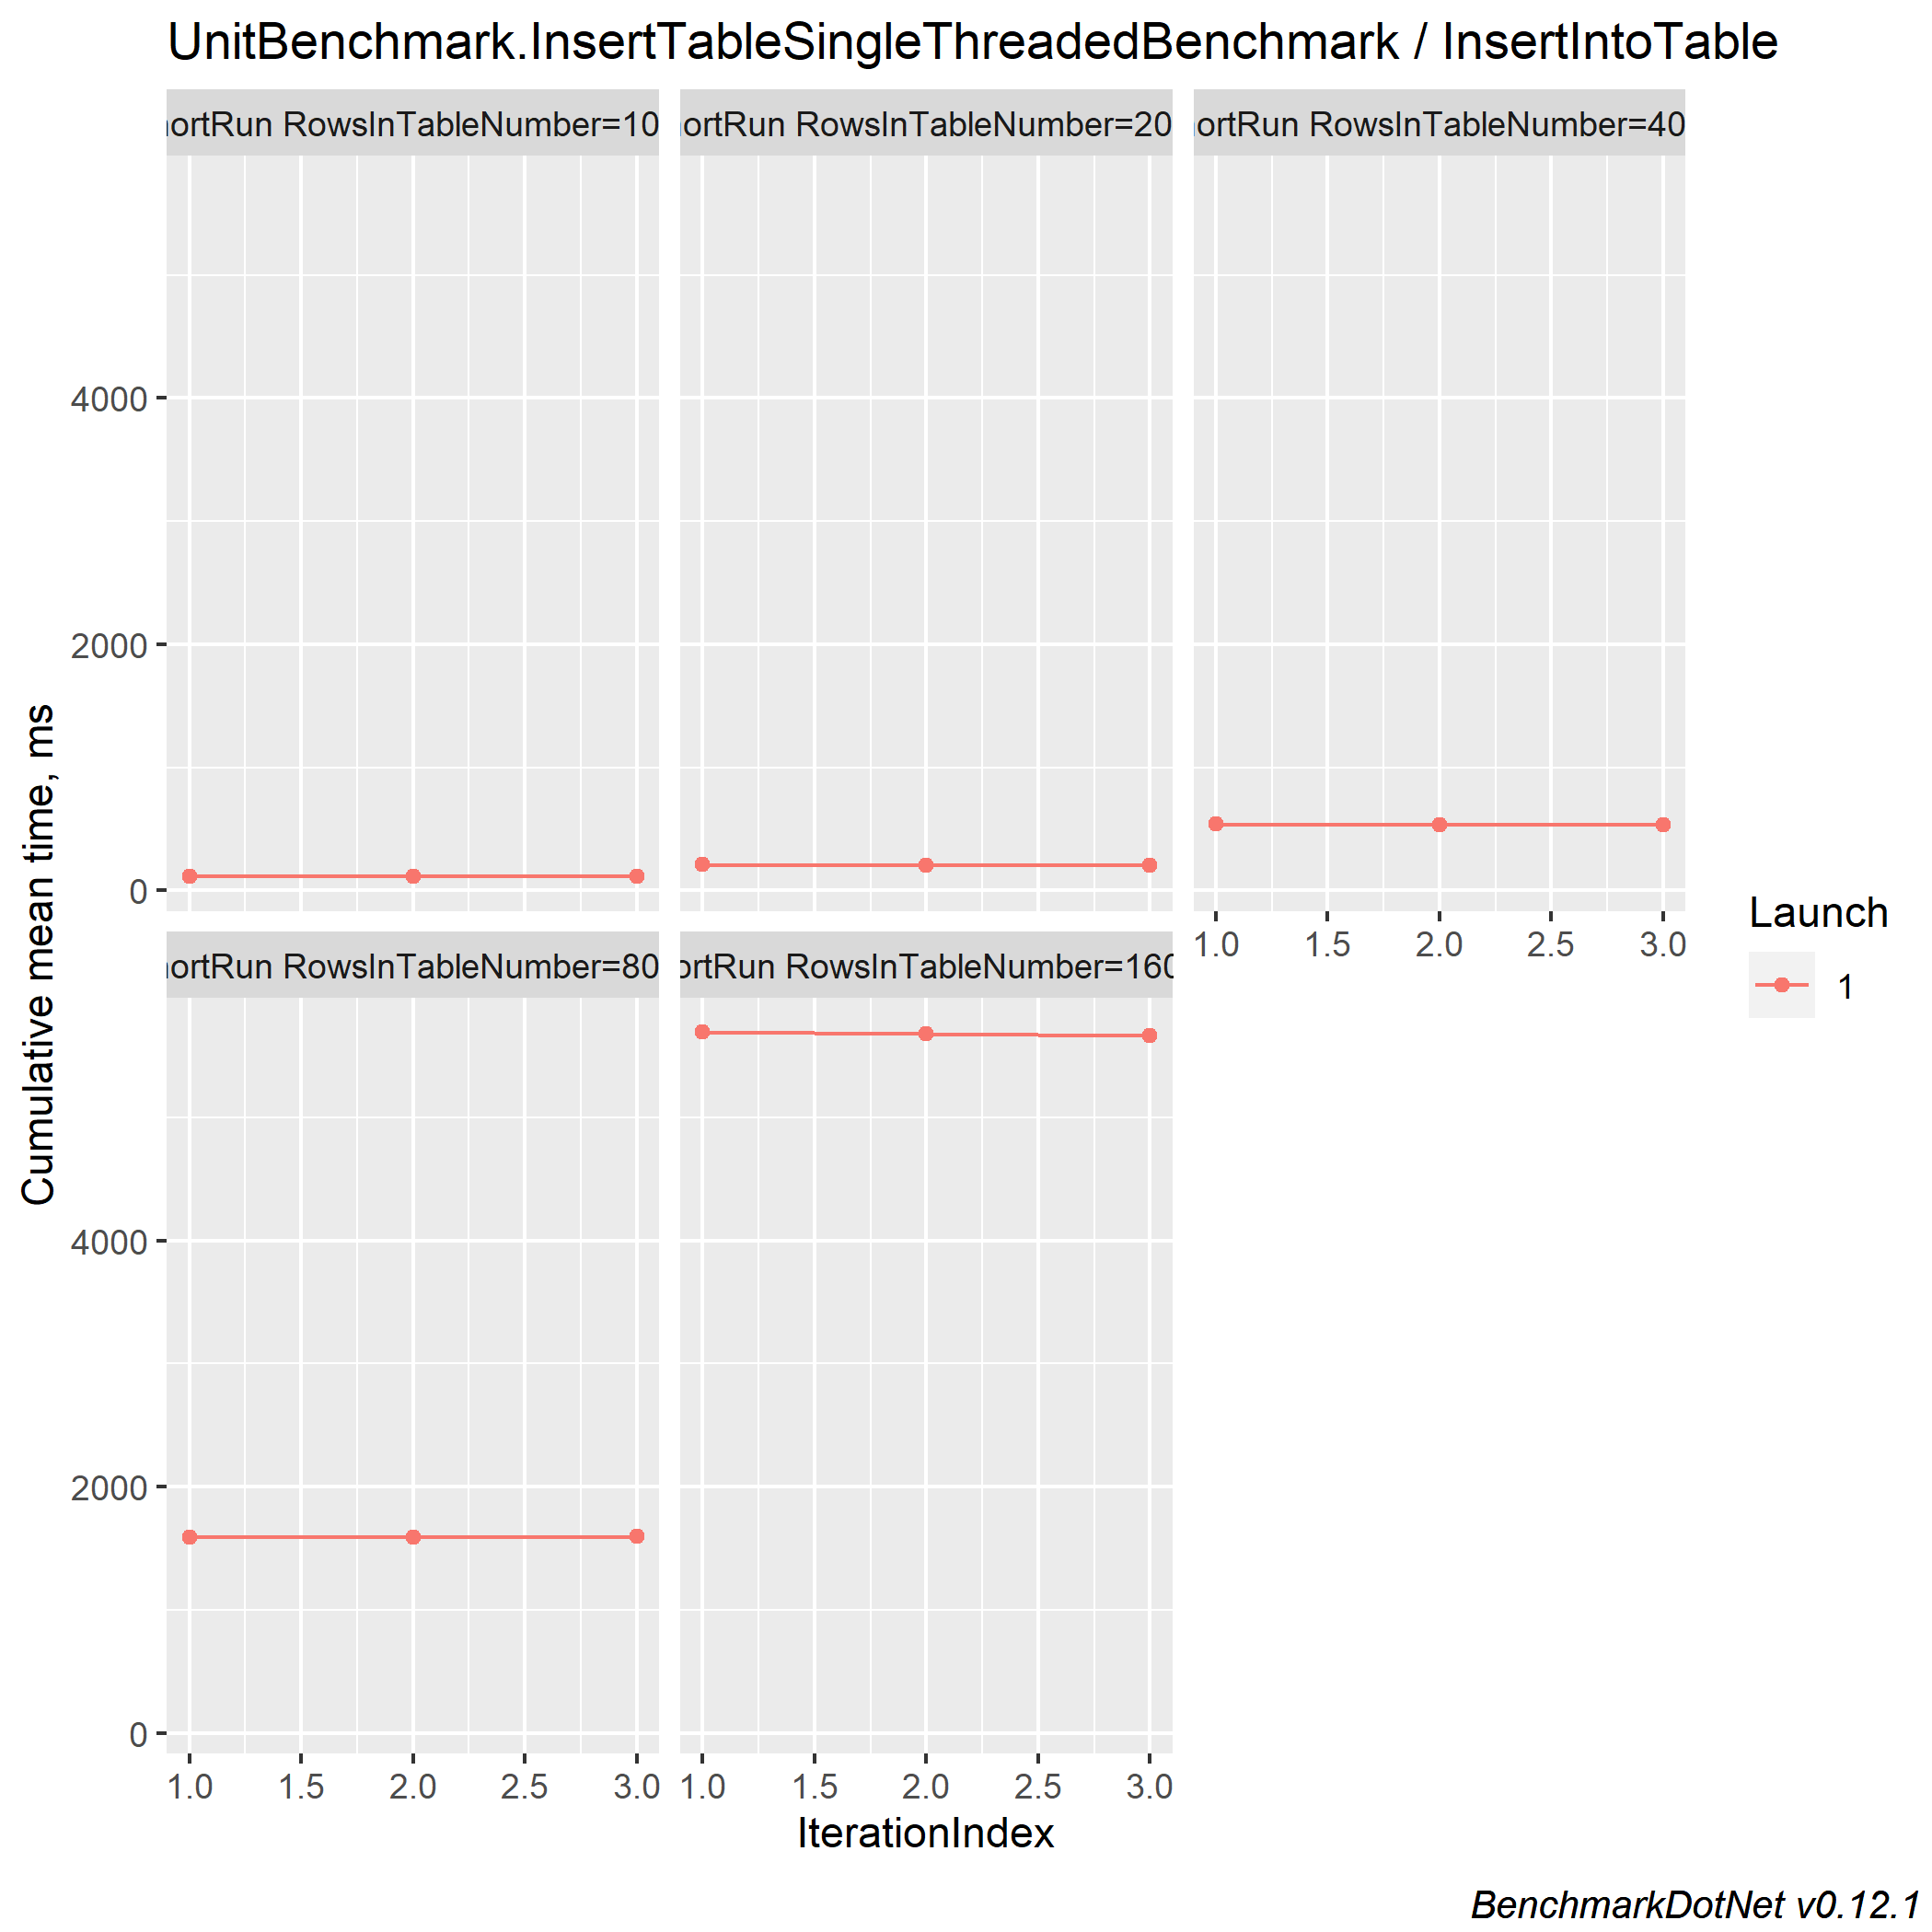 UnitBenchmark.InsertTableSingleThreadedBenchmark / InsertIntoTable
ortRun RowsInTableNumber=10
ortRun RowsInTableNumber=20
ortRun RowsInTableNumber=40
4000
2000
0
1.0 1.5 2.0 2.5 3.0
ortRun RowsInTableNumber=80
ortRun RowsInTableNumber=160
4000
2000
0
1.0 1.5 2.0 2.5 3.0
1.0 1.5 2.0 2.5 3.0
Cumulative mean time, ms
IterationIndex
Launch
1
BenchmarkDotNet v0.12.1